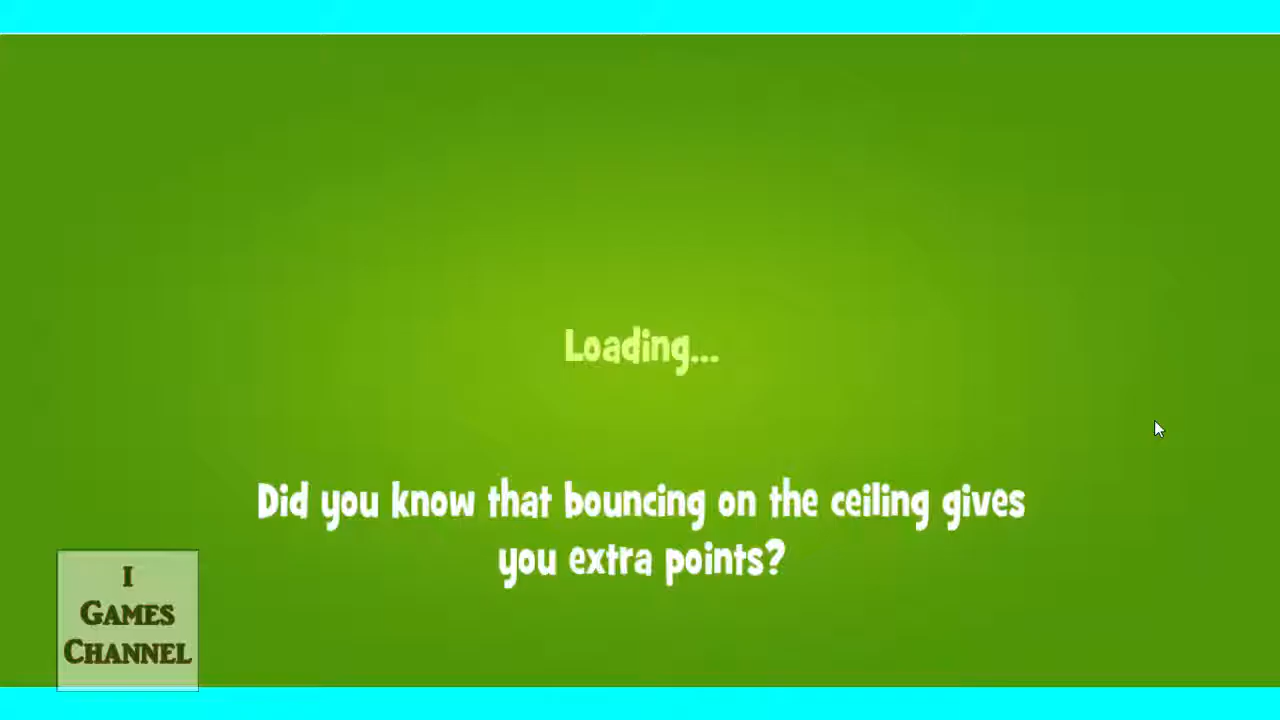 Loading...
Did you know that bouncing on the ceiling gives
you extra points?
I
GAMES
CHANNEL